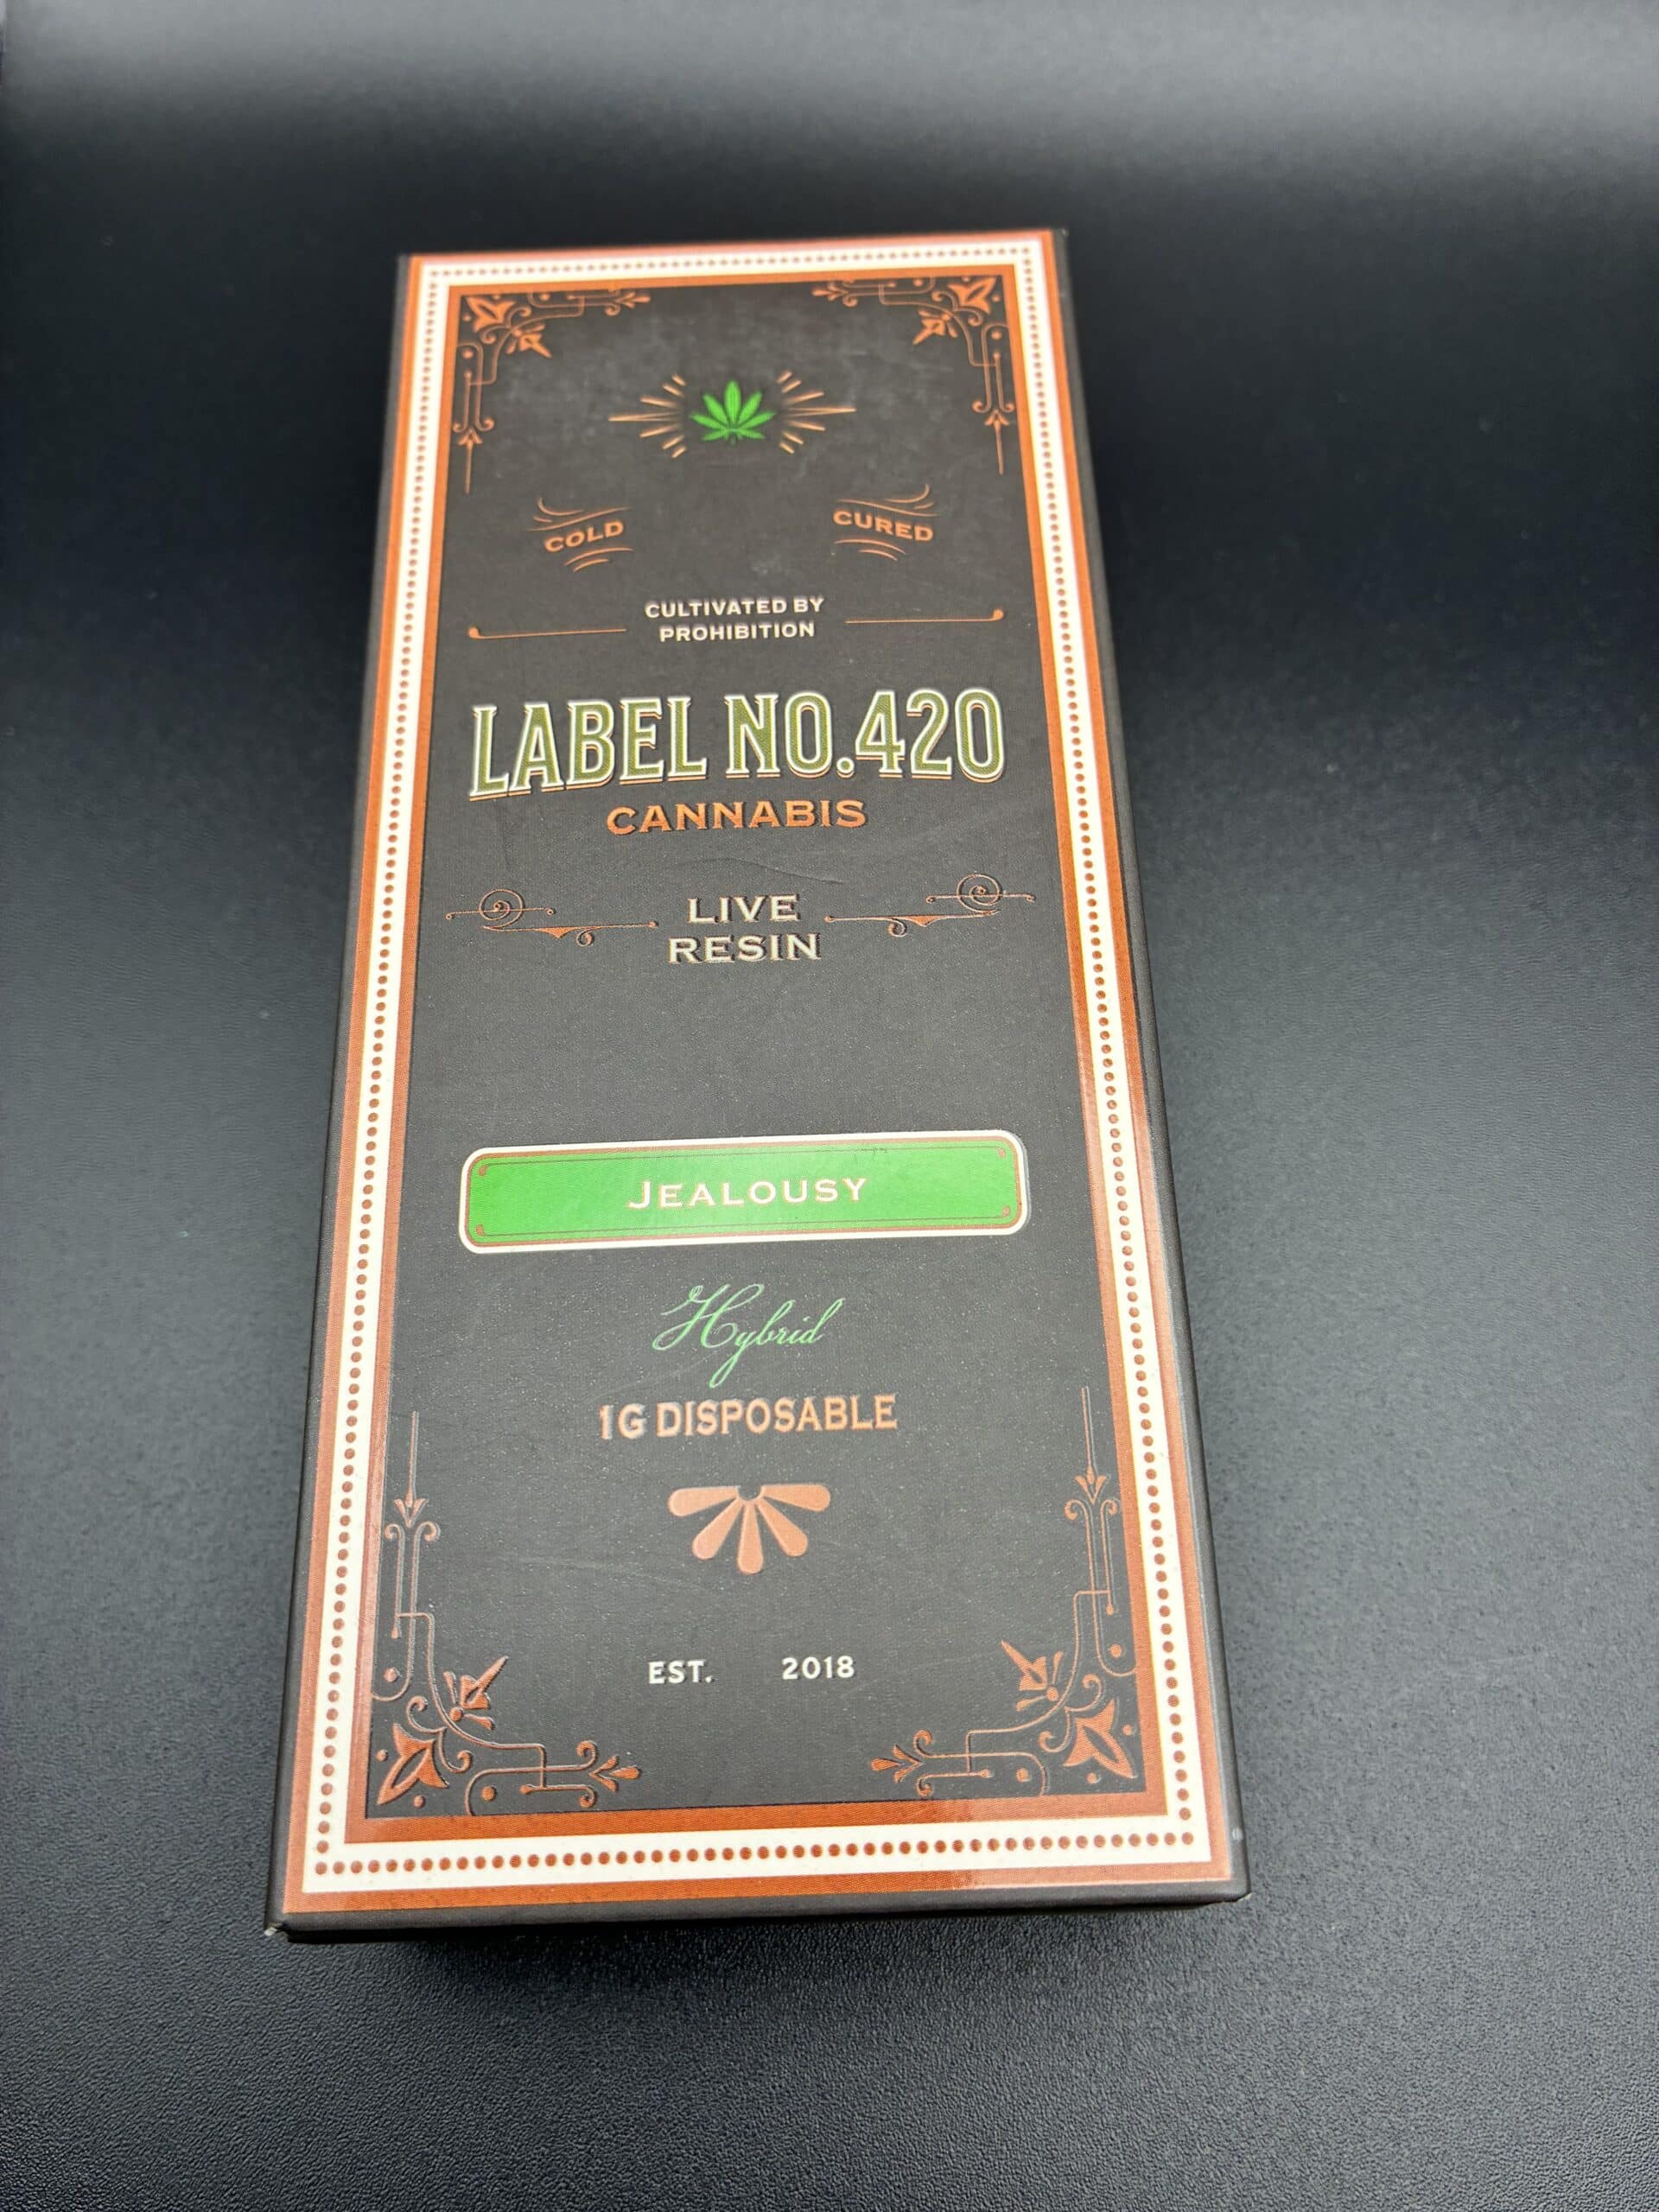 COLD CURED
CULTIVATED BY
PROHIBITION
LABEL NO.420
CANNABIS
LIVE
RESIN
JEALOUSY
Hybrid
1G DISPOSABLE
EST. 2018